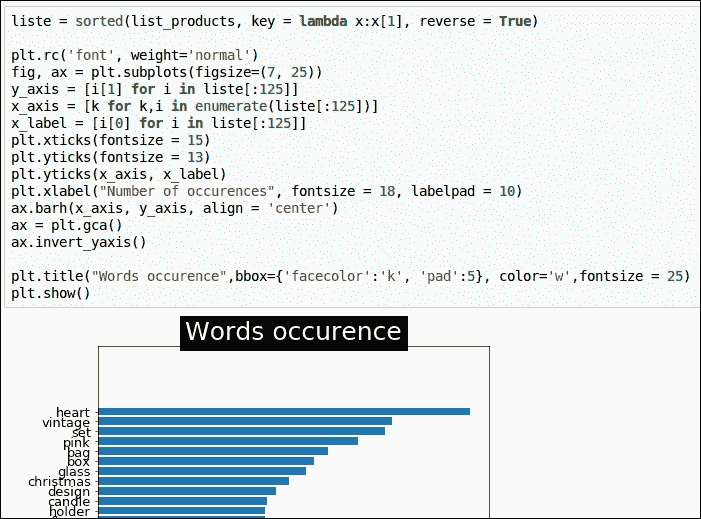 liste = sorted(list_products, key = lambda x:x[1], reverse = True)
plt.rc('font', weight='normal')
fig, ax = plt.subplots(figsize=(7, 25))
y_axis = [i[1] for i in liste[:125]]
x_axis = [k for k,i in enumerate(liste[:125])]
x_label = [i[0] for i in liste[:125]]
plt.xticks(fontsize = 15)
plt.yticks(fontsize = 13)
plt.yticks(x_axis, x_label)
plt.xlabel("Number of occurences", fontsize = 18, labelpad = 10)
ax.barh(x_axis, y_axis, align = 'center')
ax = plt.gca()
ax.invert_yaxis()
plt.title("Words occurence",bbox={'facecolor':'k', 'pad':5}, color='w',fontsize = 25)
plt.show()
Words occurence
heart
vintage
set
pink
bag
box
glass
christmas
design
candle
holder